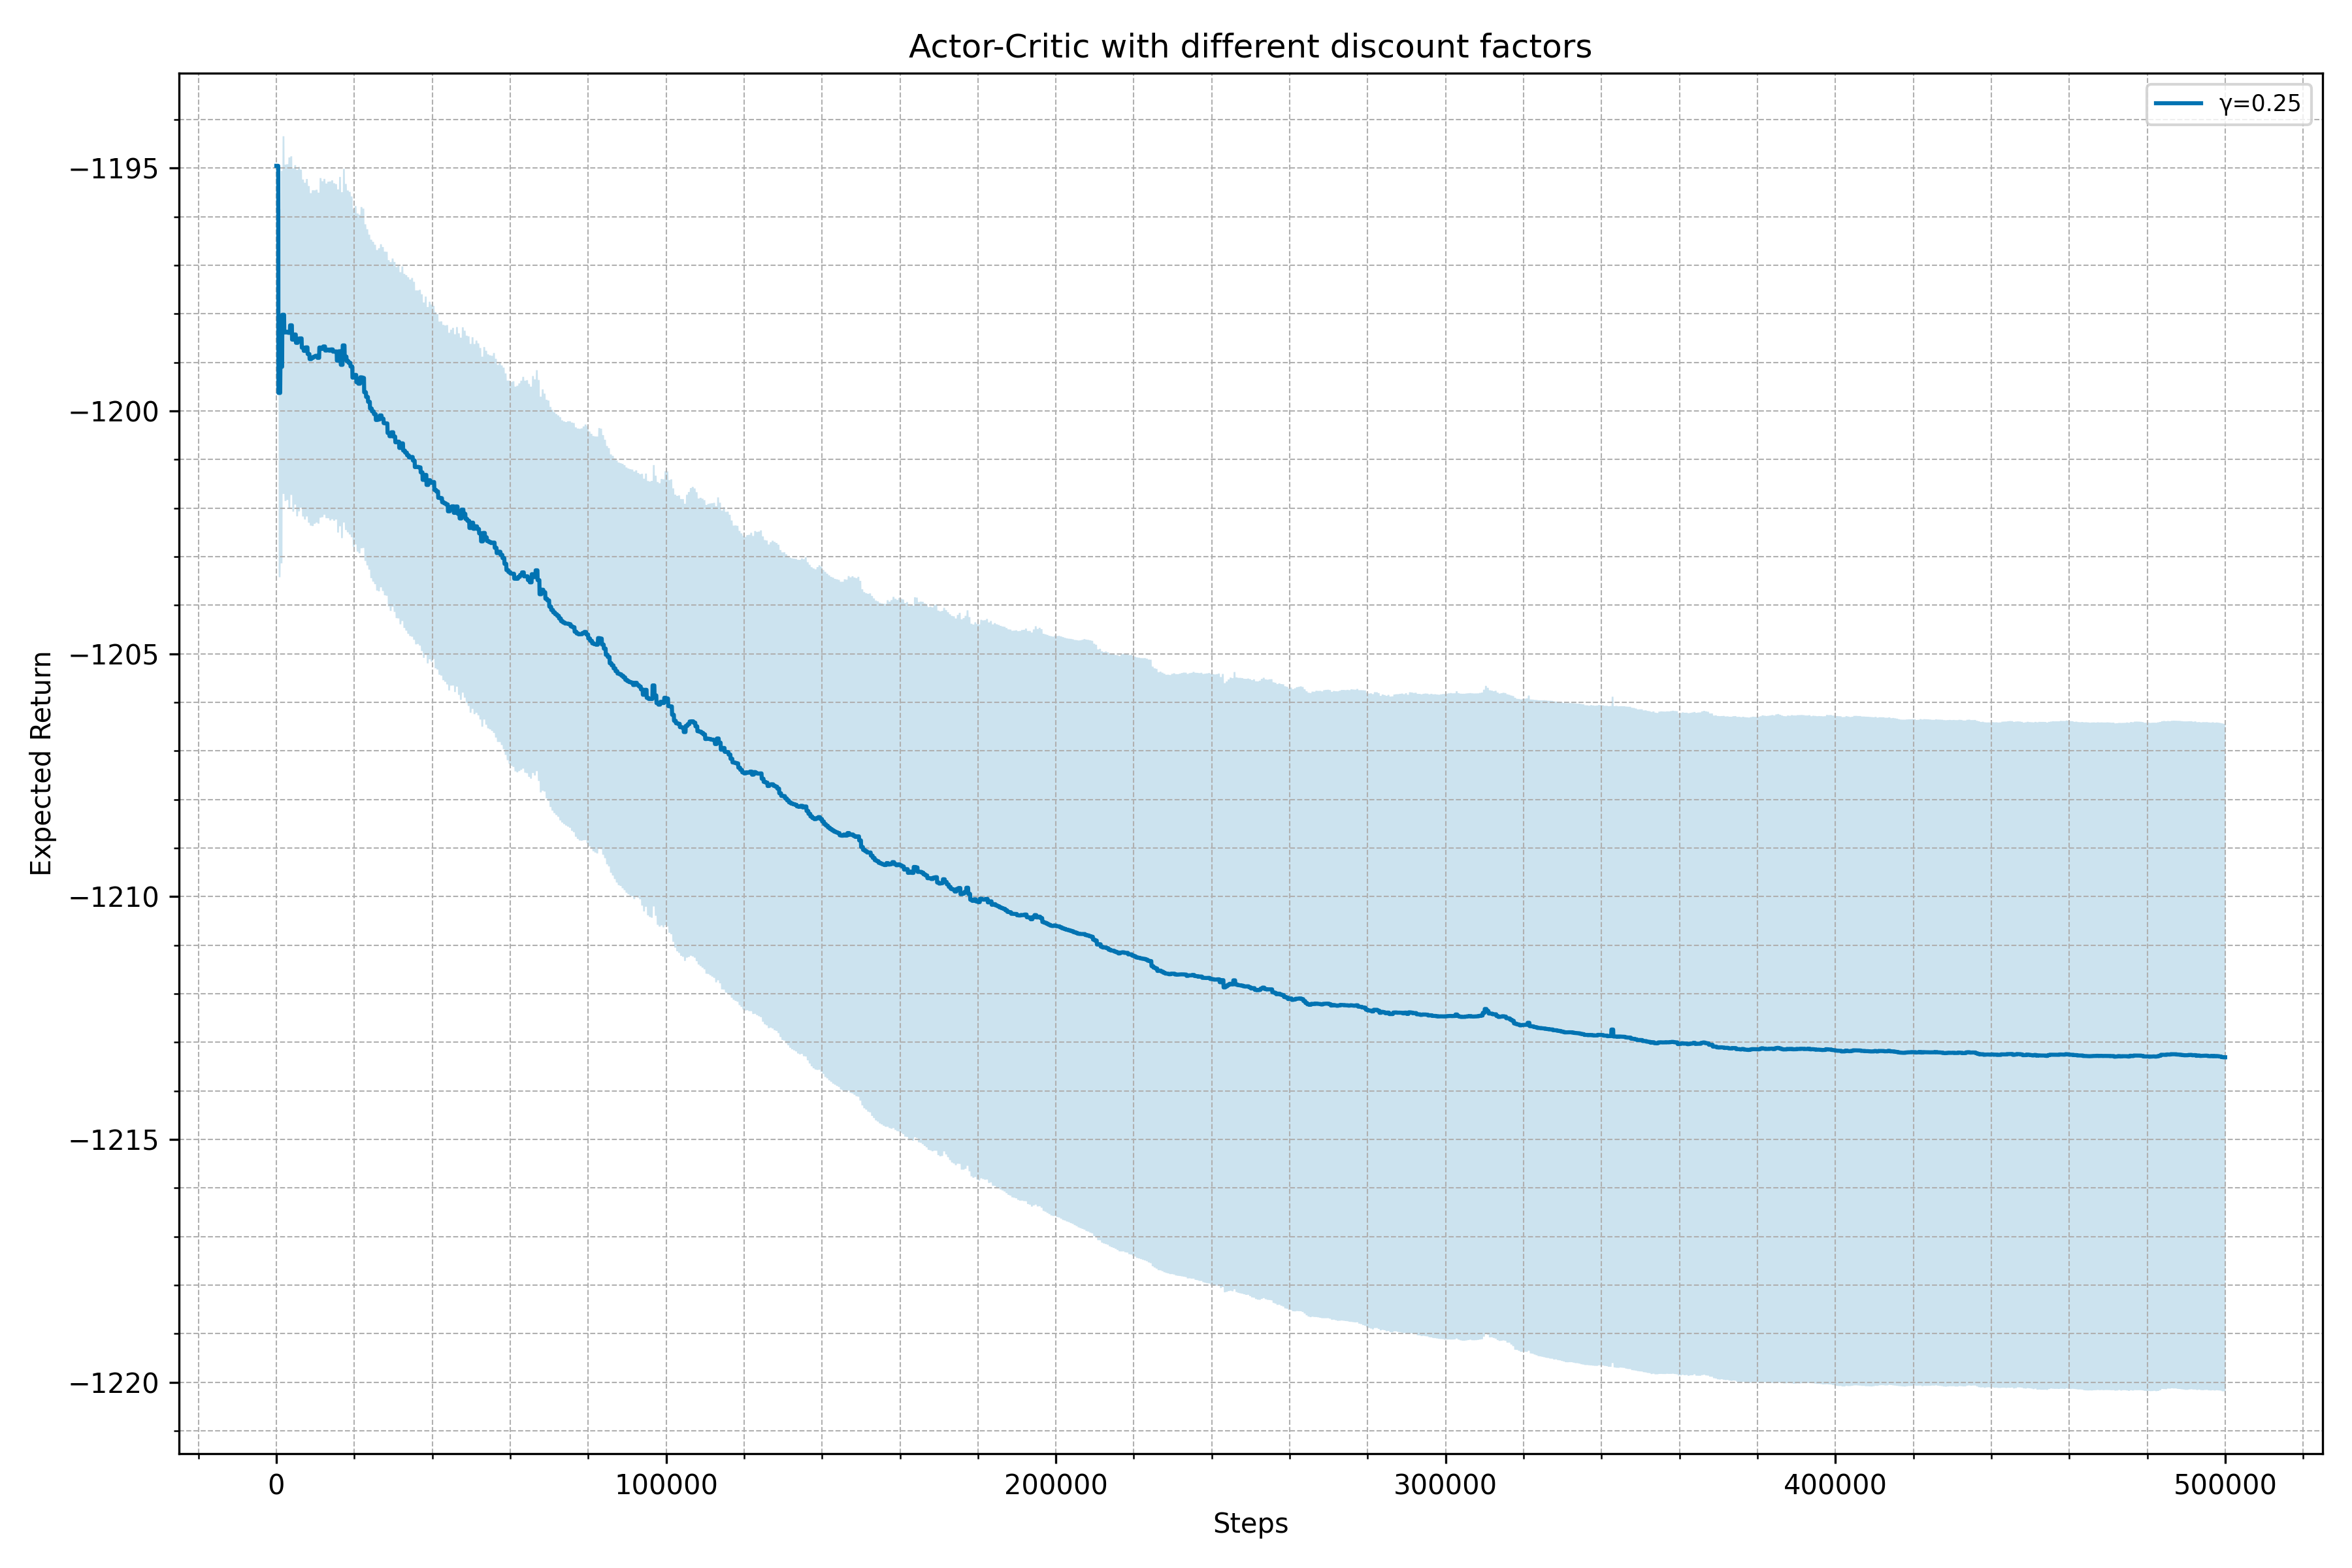 Actor-Critic with different discount factors
γ=0.25
Expected Return
−1195
−1200
−1205
−1210
−1215
−1220
0 100000 200000 300000 400000 500000
Steps